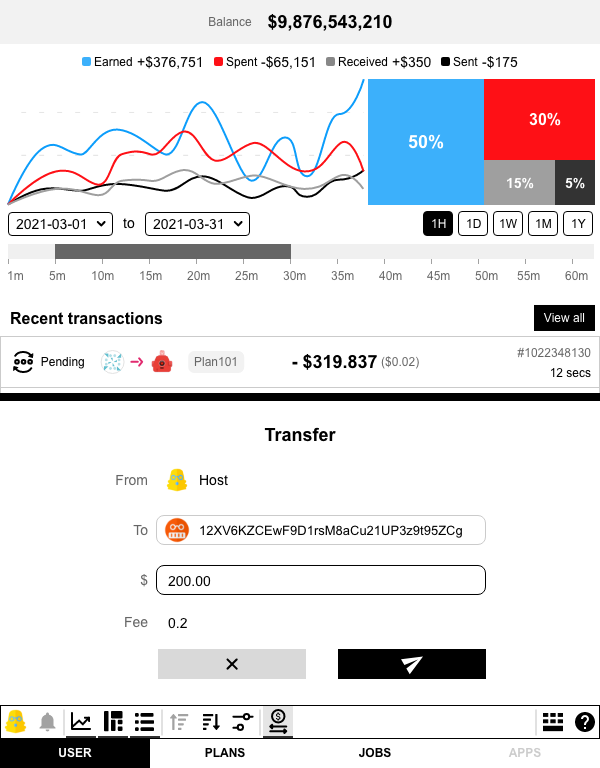 Balance $9,876,543,210
Earned +$376,751 Spent -$65,151 Received +$350 Sent -$175
50% 30% 15% 5%
2021-03-01 to 2021-03-31 1H 1D 1W 1M 1Y
1m 5m 10m 15m 20m 25m 30m 35m 40m 45m 50m 55m 60m
Recent transactions View all
Pending Plan101 - $319.837 ($0.02) #1022348130
12 secs
Transfer
From Host
To 12XV6KZCEwF9D1rsM8aCu21UP3z9t95ZCg
$ 200.00
Fee 0.2
USER PLANS JOBS APPS